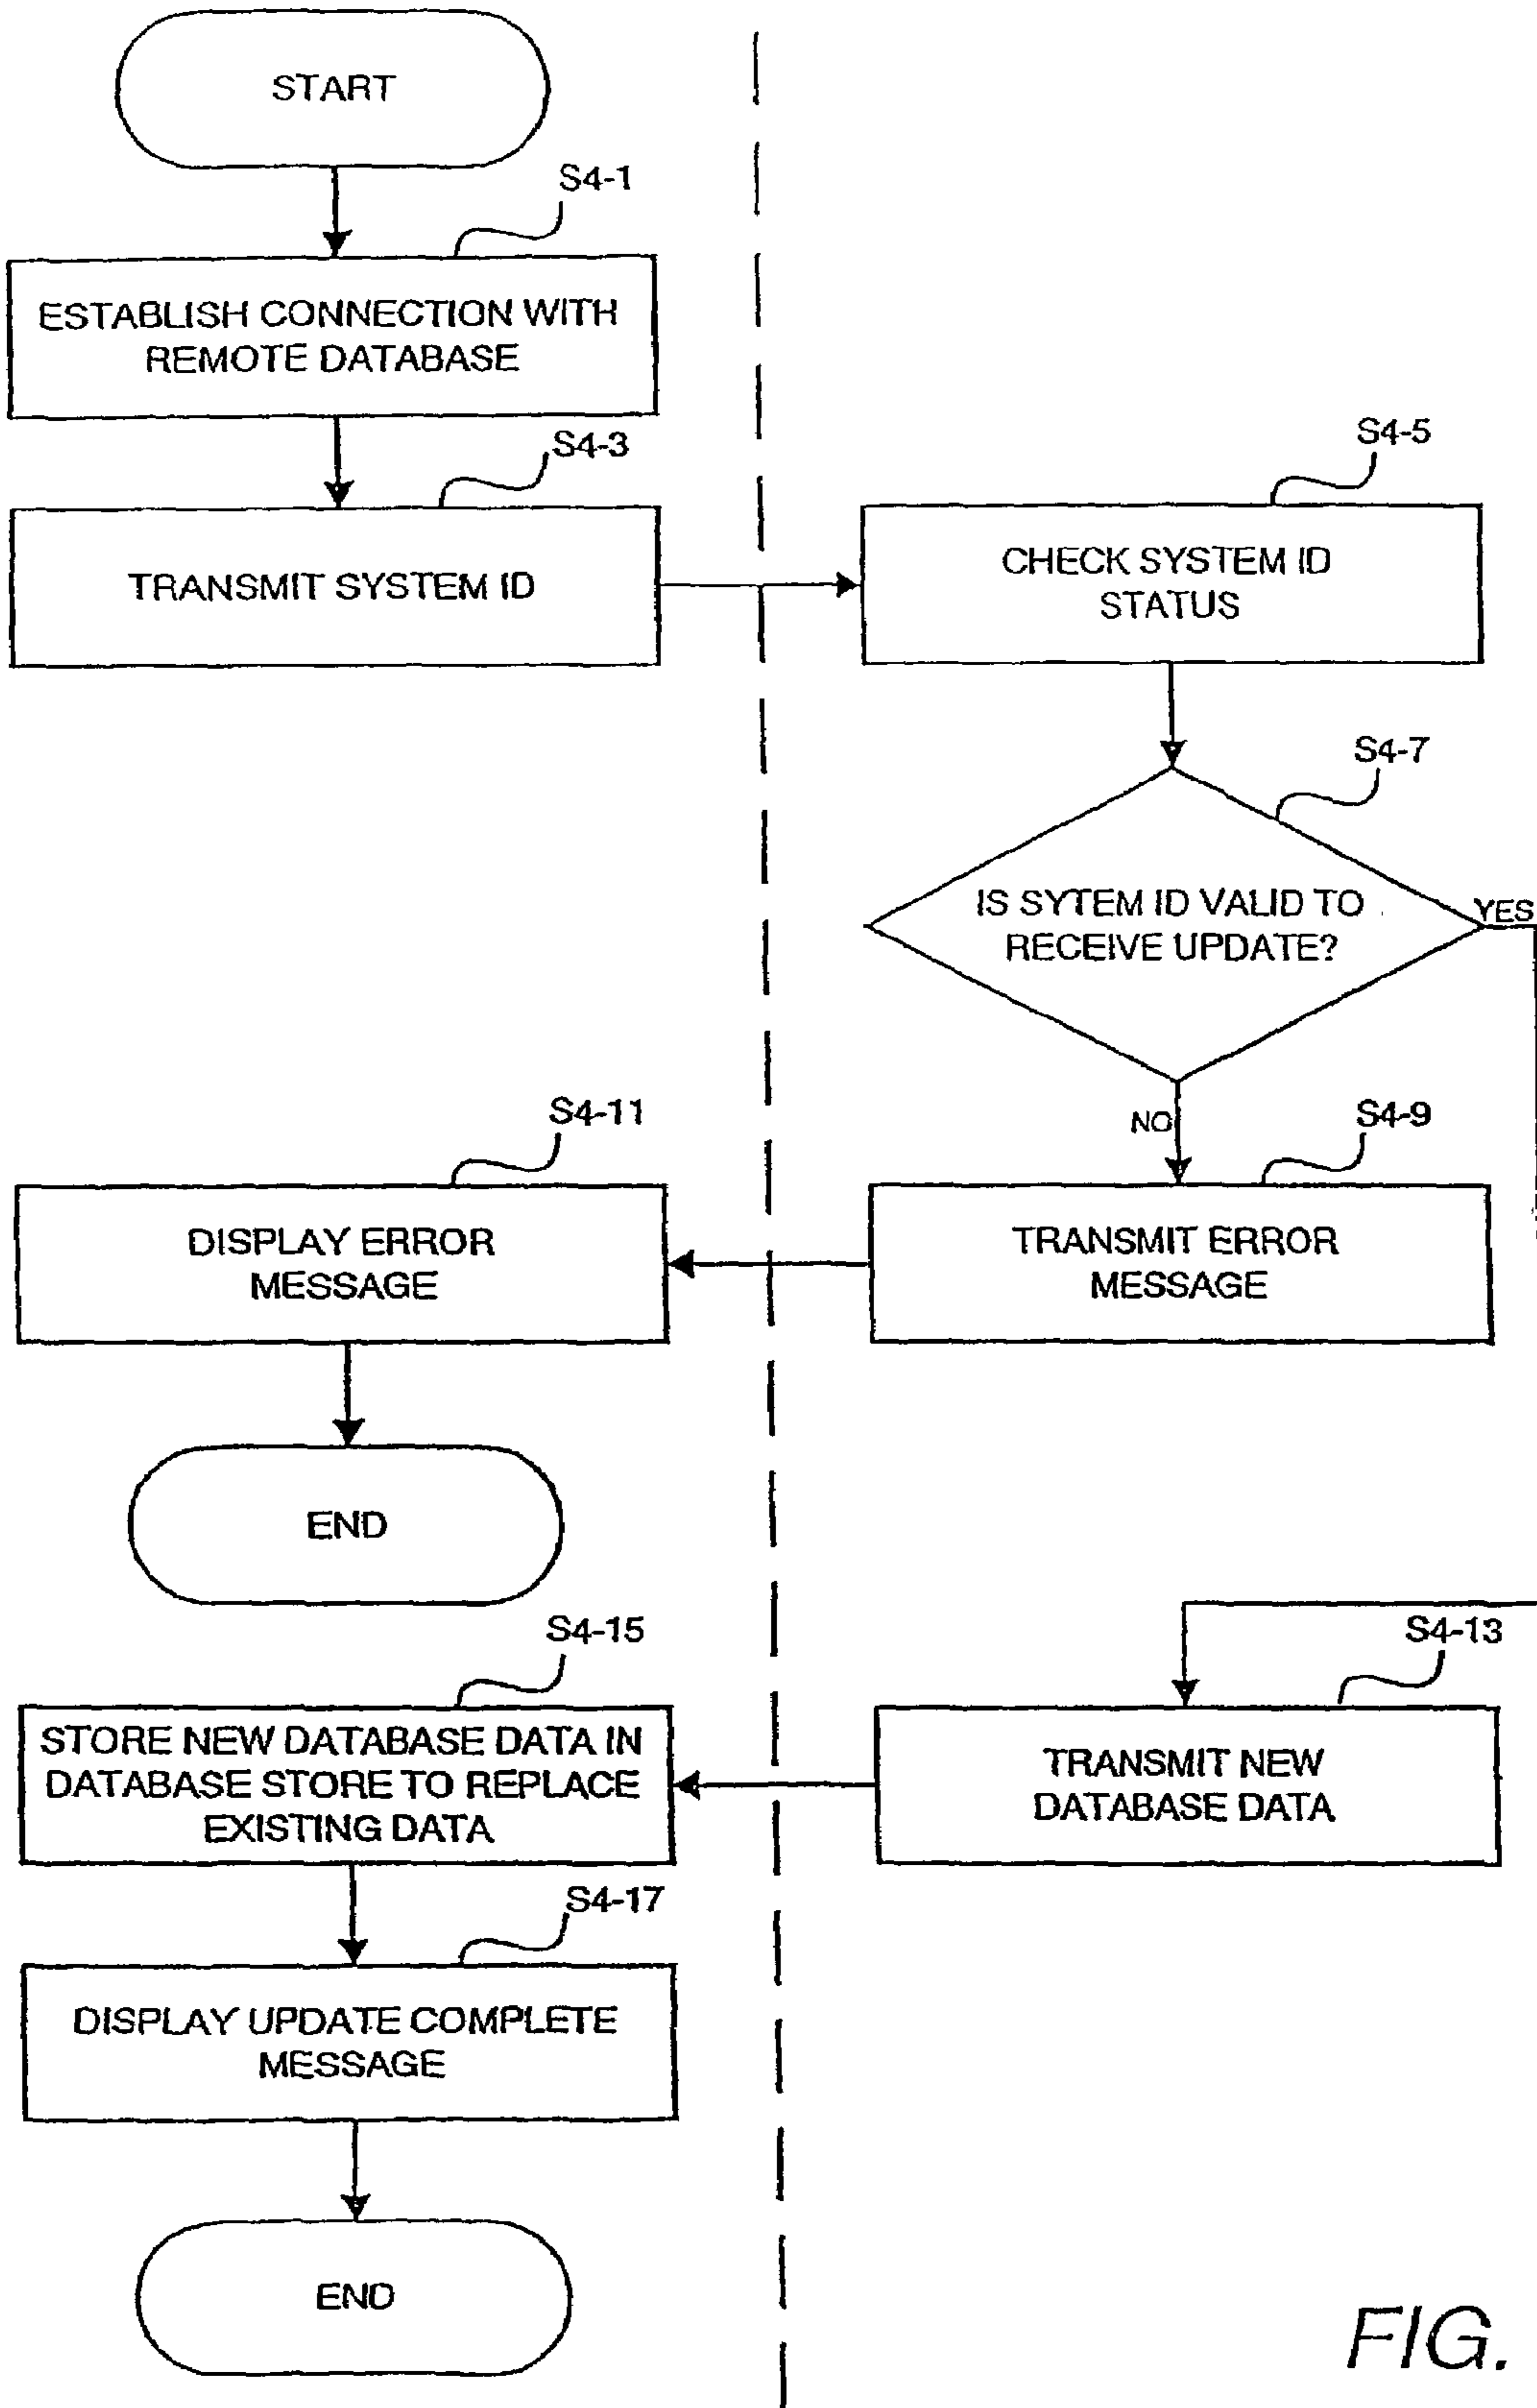 START
S4-1
ESTABLISH CONNECTION WITH
REMOTE DATABASE
S4-3
TRANSMIT SYSTEM ID
S4-5
CHECK SYSTEM ID
STATUS
S4-7
IS SYTEM ID VALID TO
RECEIVE UPDATE?
YES
NO
S4-9
TRANSMIT ERROR
MESSAGE
S4-11
DISPLAY ERROR
MESSAGE
END
S4-13
TRANSMIT NEW
DATABASE DATA
S4-15
STORE NEW DATABASE DATA IN
DATABASE STORE TO REPLACE
EXISTING DATA
S4-17
DISPLAY UPDATE COMPLETE
MESSAGE
END
FIG.